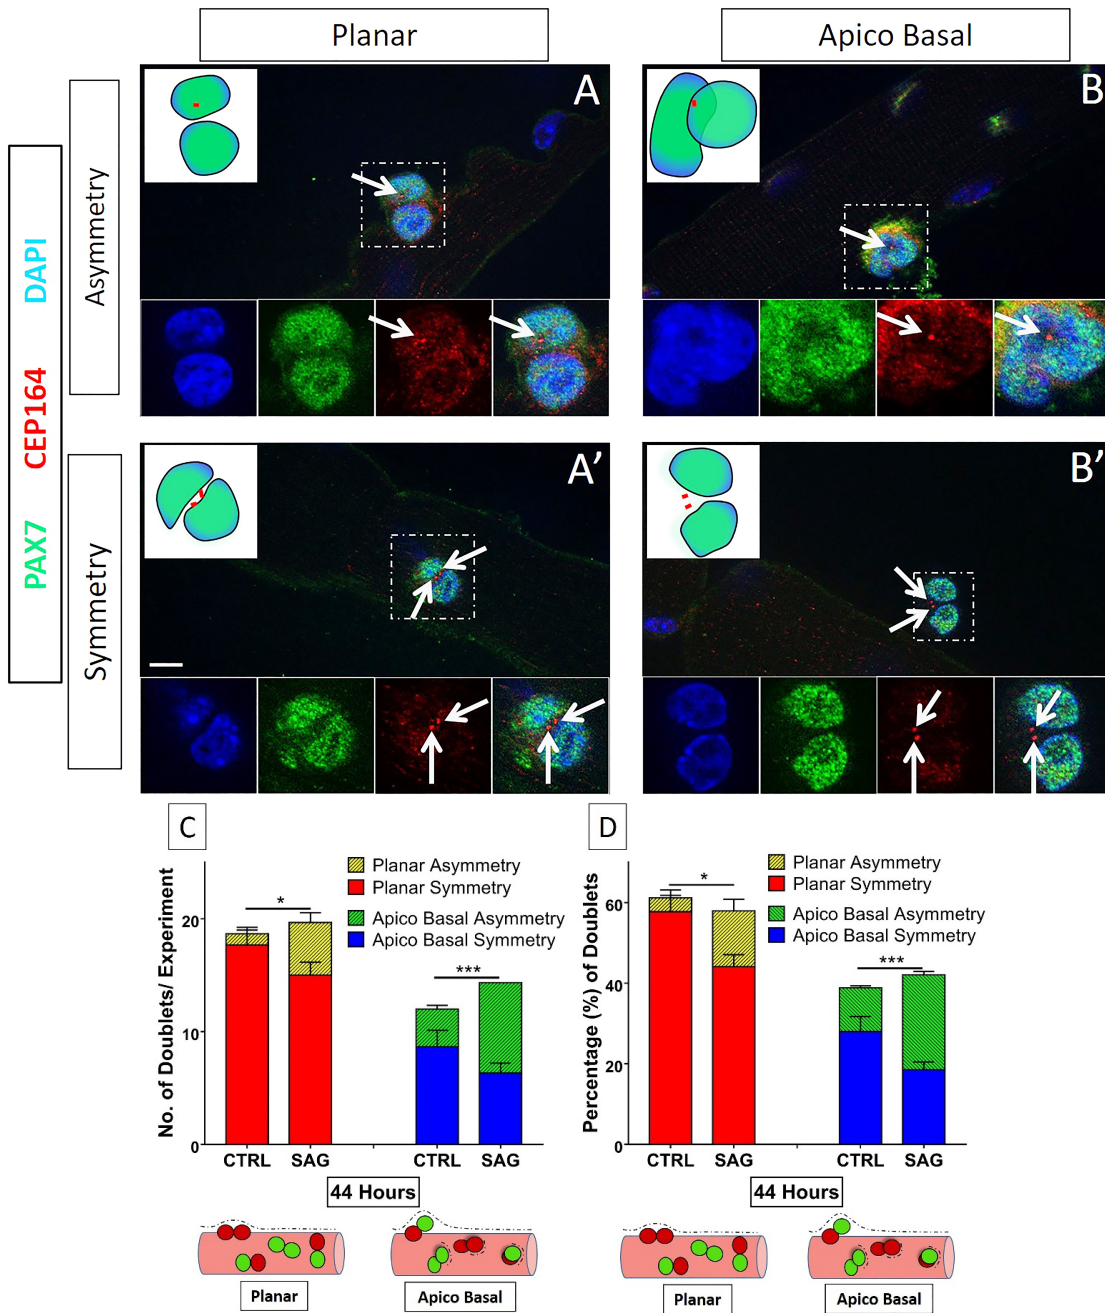 Planar
Apico Basal
PAX7 CEP164 DAPI
Asymmetry
A
B
Symmetry
A′
B′
C
No. of Doublets/ Experiment
20
10
0
Planar Asymmetry
Planar Symmetry
Apico Basal Asymmetry
Apico Basal Symmetry
*
***
CTRL SAG CTRL SAG
44 Hours
Planar
Apico Basal
D
Percentage (%) of Doublets
60
40
20
0
Planar Asymmetry
Planar Symmetry
Apico Basal Asymmetry
Apico Basal Symmetry
*
***
CTRL SAG CTRL SAG
44 Hours
Planar
Apico Basal